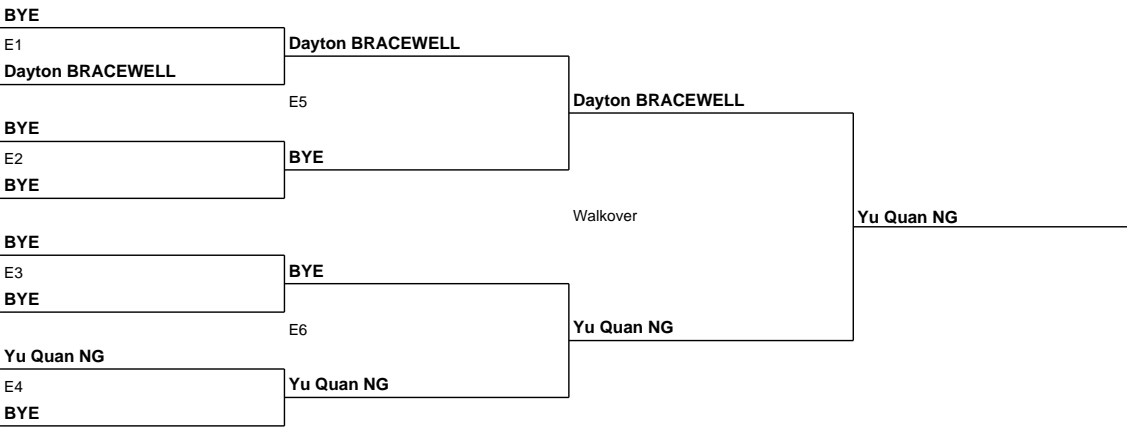 BYE
E1
Dayton BRACEWELL
Dayton BRACEWELL
E5
Dayton BRACEWELL
BYE
E2
BYE
BYE
Walkover
Yu Quan NG
BYE
E3
BYE
BYE
E6
Yu Quan NG
Yu Quan NG
E4
Yu Quan NG
BYE